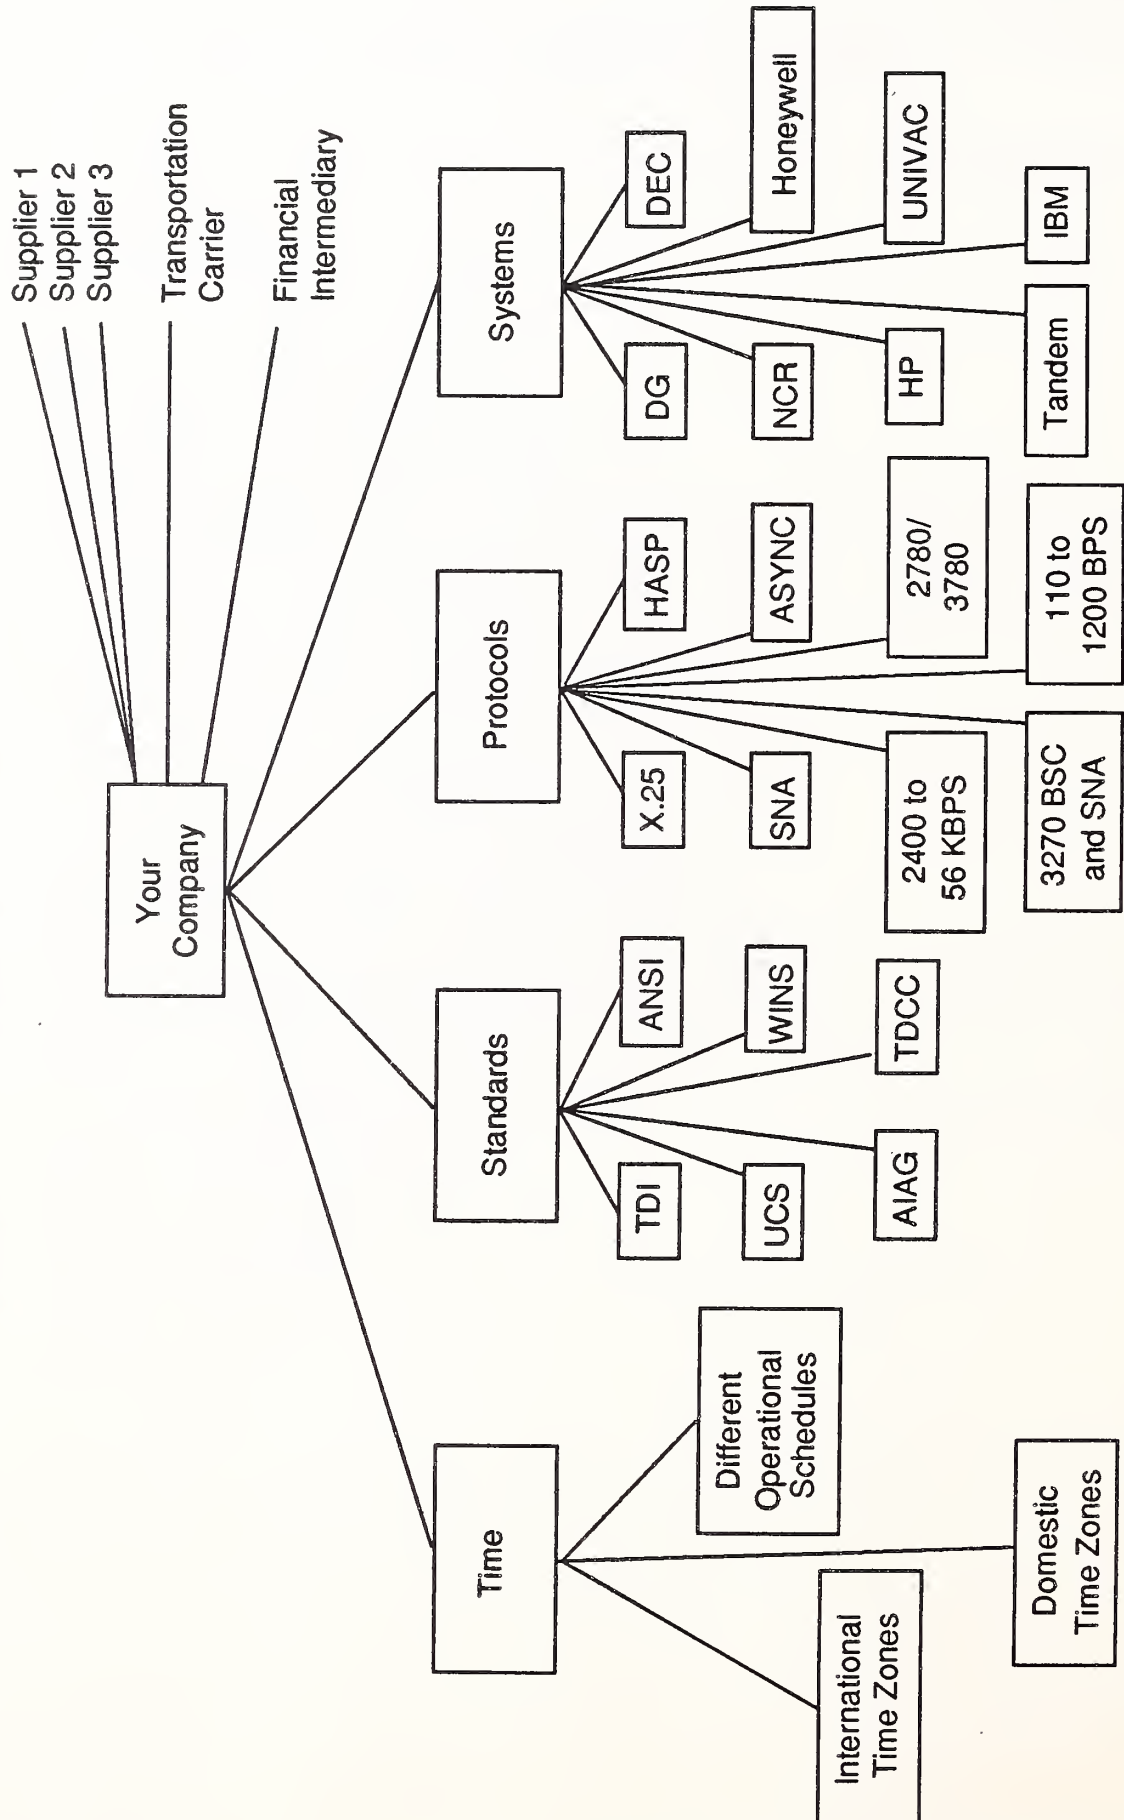 Supplier 1
Supplier 2
Supplier 3
Transportation
Carrier
Financial
Intermediary
Your
Company
Time
Standards
Protocols
Systems
International
Time Zones
Different
Operational
Schedules
Domestic
Time Zones
TDI
ANSI
UCS
WINS
AIAG
TDCC
X.25
HASP
SNA
ASYNC
2400 to
56 KBPS
2780/
3780
3270 BSC
and SNA
110 to
1200 BPS
DG
DEC
NCR
Honeywell
HP
UNIVAC
Tandem
IBM